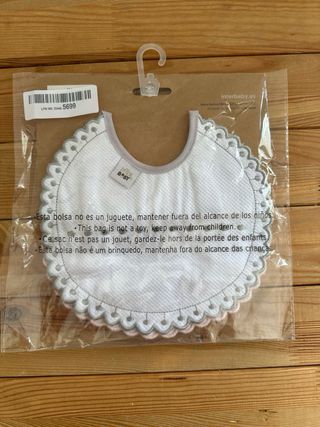 interbaby.es
5699
Esta bolsa no es un juguete, mantener fuera del alcance de los niños.
•This bag is not a toy, keep away from children.
•Ce sac n'est pas un jouet, gardez-le hors de la portée des enfants.
•Este bolsa não é um brinquedo, mantenha fora do alcance das crianças.